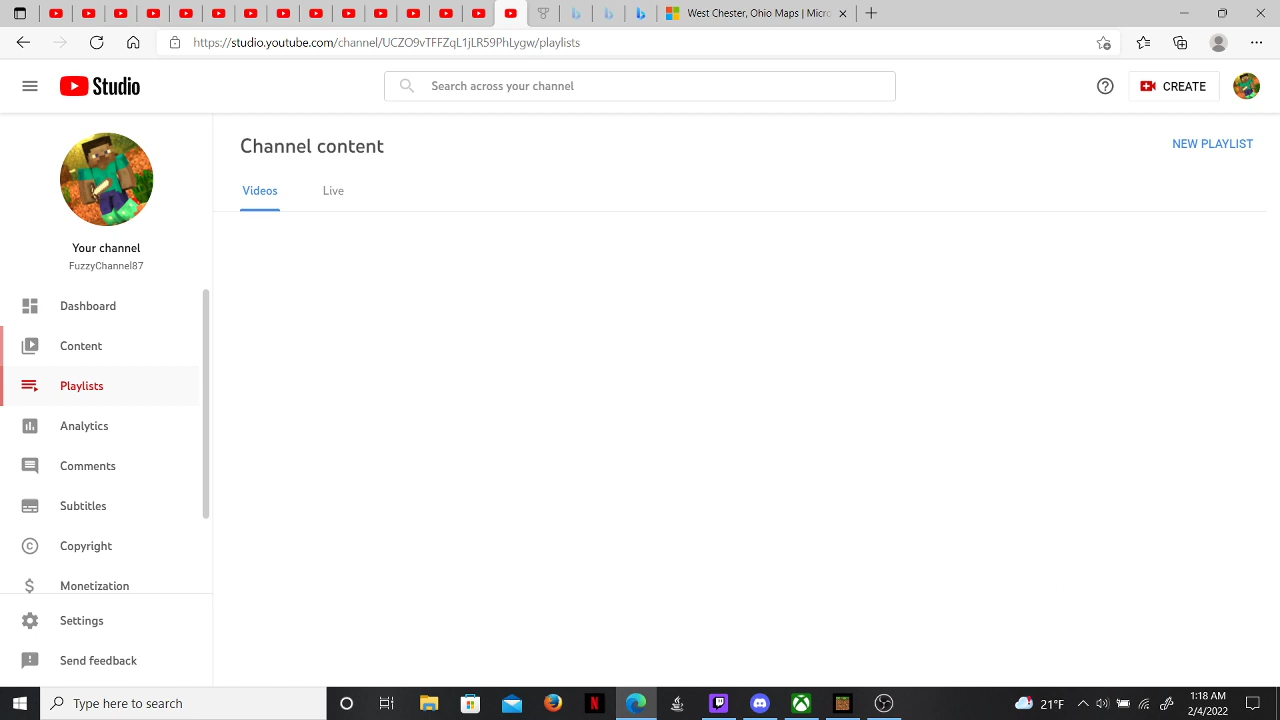 West Chester, Ohio Maps | Micro
https://studio.youtube.com/channel/UCZO9vTFFZqL1jLR59PhLygw/playlists
Studio
Search across your channel
CREATE
Channel content
NEW PLAYLIST
Videos
Live
Your channel
FuzzyChannel87
Dashboard
Content
Playlists
Analytics
Comments
Subtitles
Copyright
Monetization
Settings
Send feedback
Type here to search
21°F
1:18 AM
2/4/2022